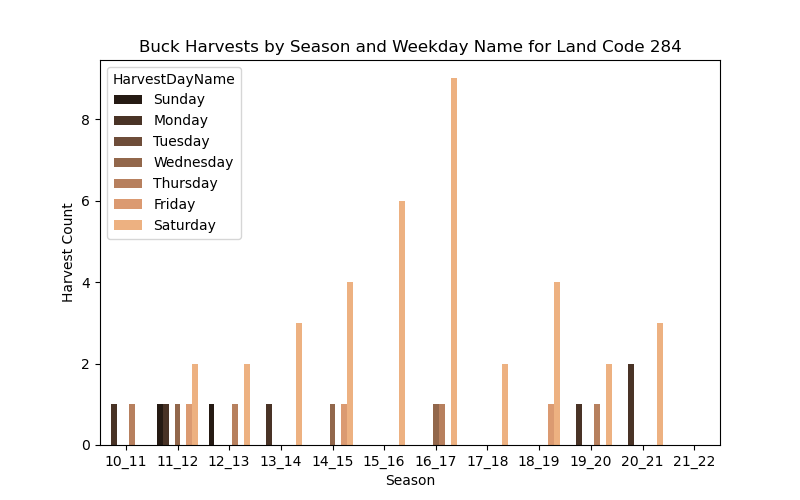 Buck Harvests by Season and Weekday Name for Land Code 284
HarvestDayName
Sunday
Monday
Tuesday
Wednesday
Thursday
Friday
Saturday
Harvest Count
8
6
4
2
0
10_11 11_12 12_13 13_14 14_15 15_16 16_17 17_18 18_19 19_20 20_21 21_22
Season